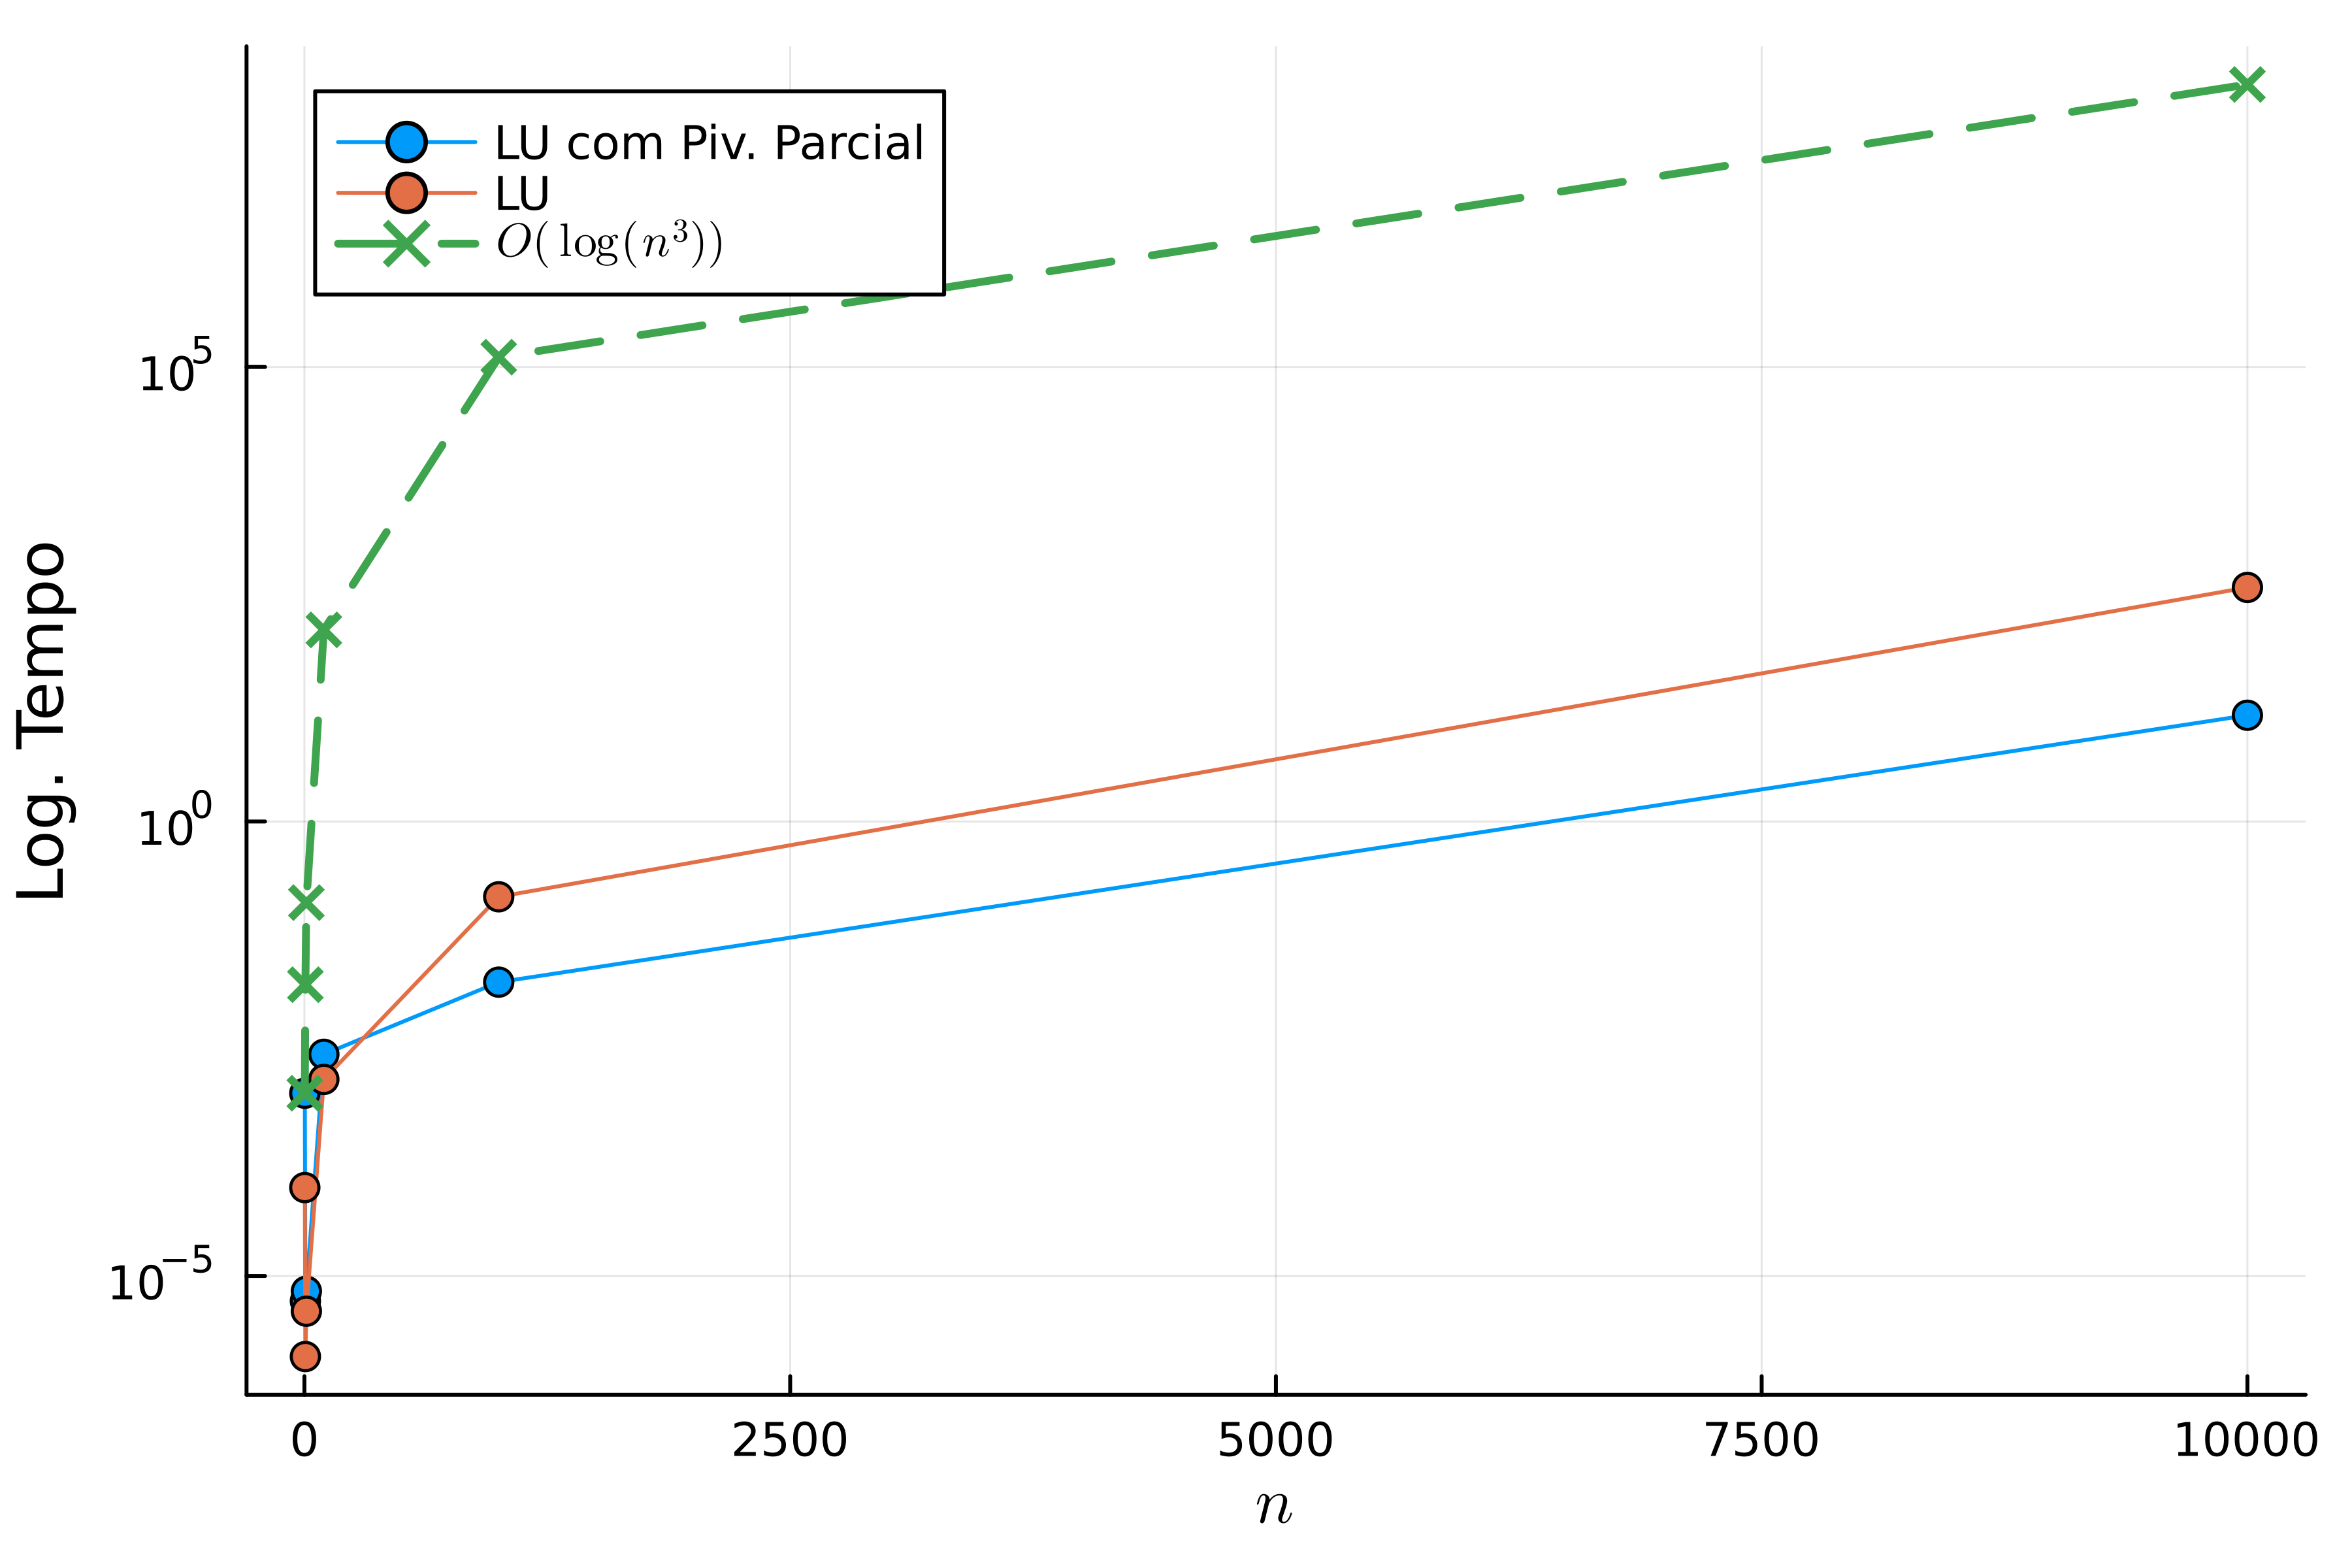 LU com Piv. Parcial
LU
O( log(n³))
10⁵
10⁰
10⁻⁵
Log. Tempo
0 2500 5000 7500 10000
n